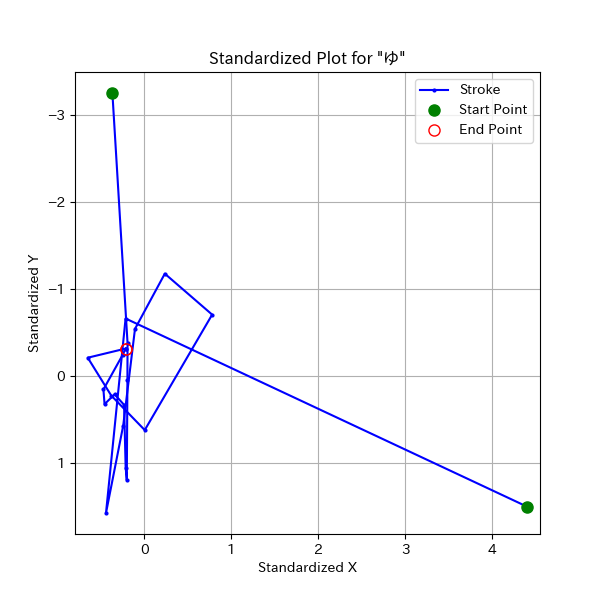 Standardized Plot for "ゆ"
Stroke
Start Point
End Point
Standardized Y
−3
−2
−1
0
1
0 1 2 3 4
Standardized X